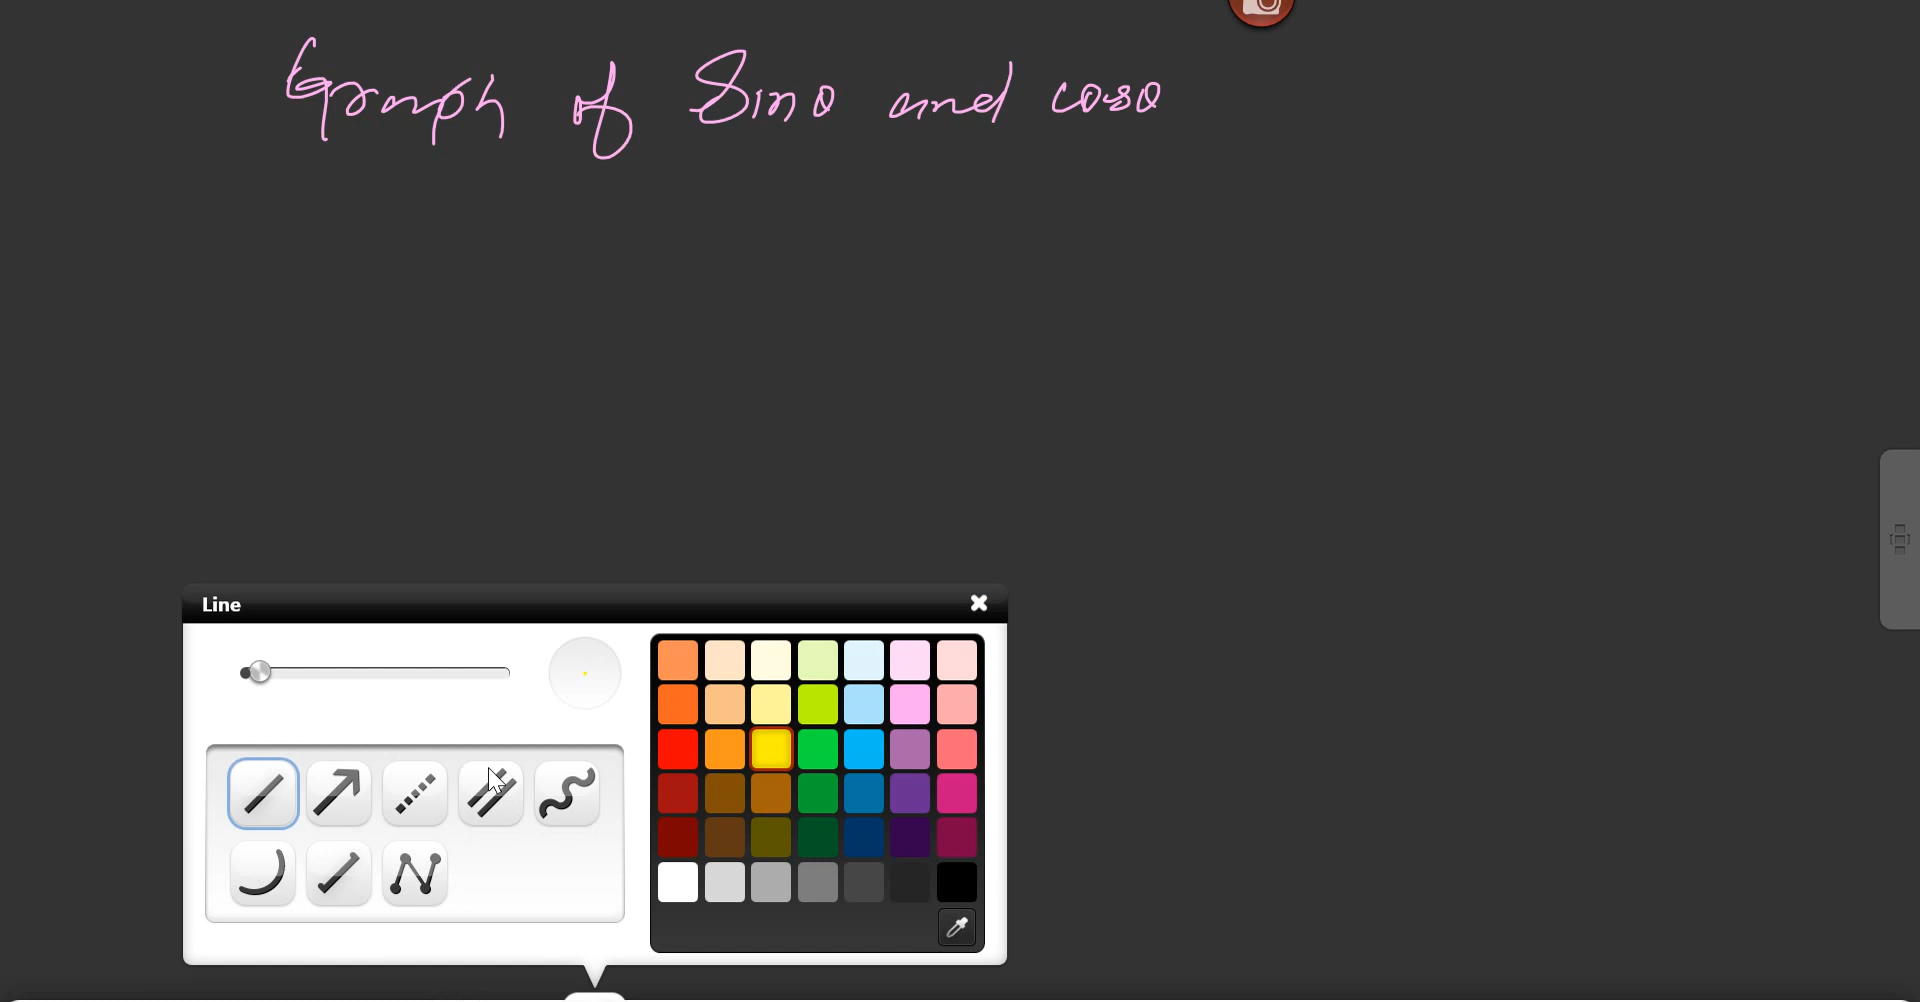 Graph of Sinθ and cosθ
Line